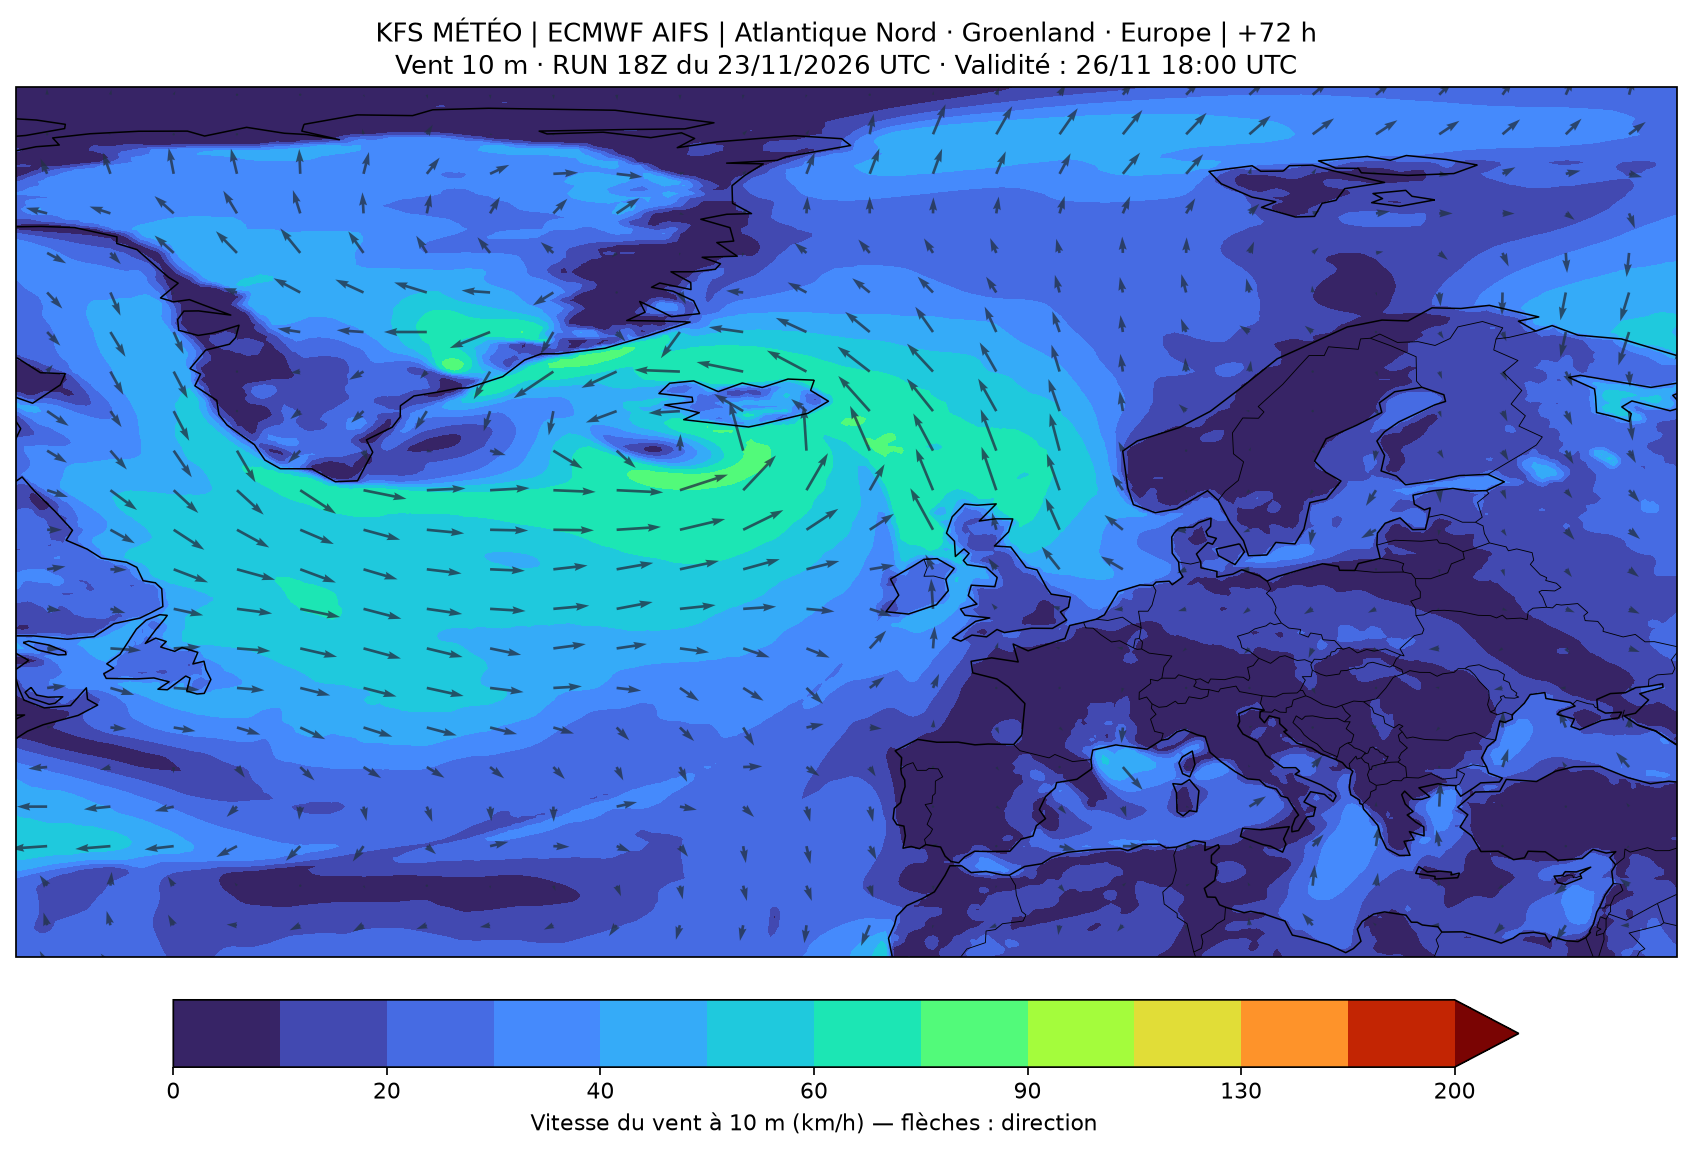 KFS MÉTÉO | ECMWF AIFS | Atlantique Nord · Groenland · Europe | +72 h
Vent 10 m · RUN 18Z du 23/11/2026 UTC · Validité : 26/11 18:00 UTC
0 20 40 60 90 130 200
Vitesse du vent à 10 m (km/h) — flèches : direction